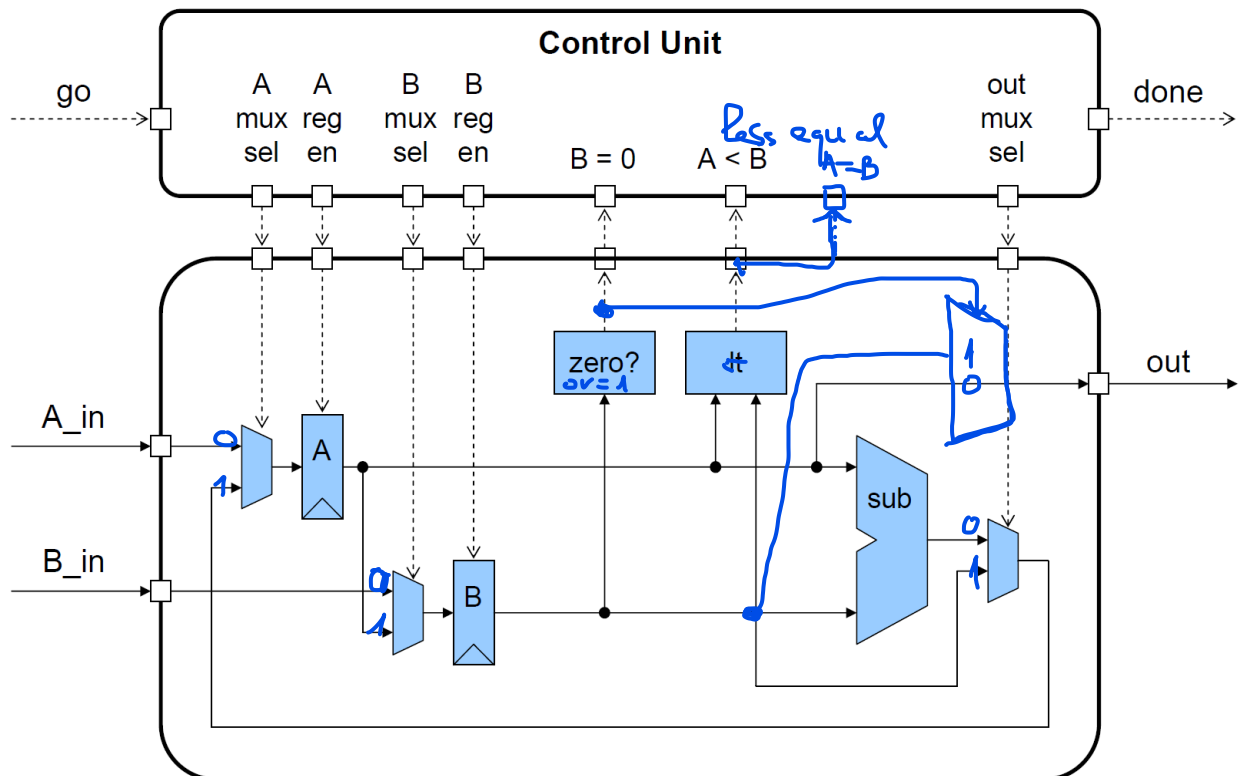 Control Unit
go
done
A mux sel
A reg en
B mux sel
B reg en
B = 0
A < B
Less equal
A=B
out mux sel
zero?
ov=1
lt
1
0
out
A_in
0
1
A
sub
B_in
0
1
B
0
1